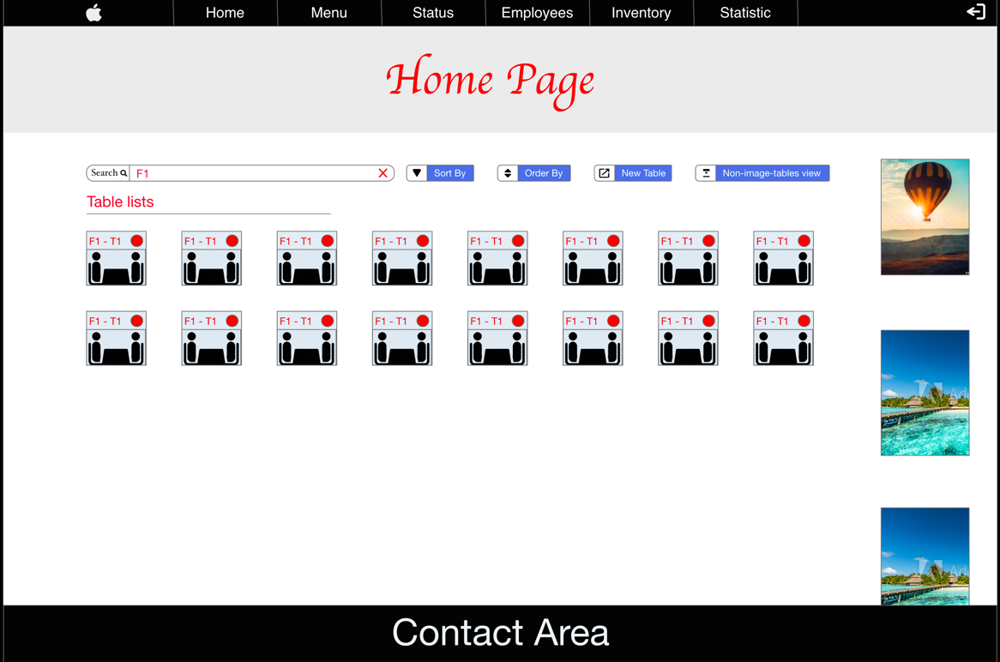 Home Menu Status Employees Inventory Statistic
Home Page
Search F1 Sort By Order By New Table Non-image-tables view
Table lists
F1 - T1 F1 - T1 F1 - T1 F1 - T1 F1 - T1 F1 - T1 F1 - T1 F1 - T1
F1 - T1 F1 - T1 F1 - T1 F1 - T1 F1 - T1 F1 - T1 F1 - T1 F1 - T1
Ad
Ad
Contact Area